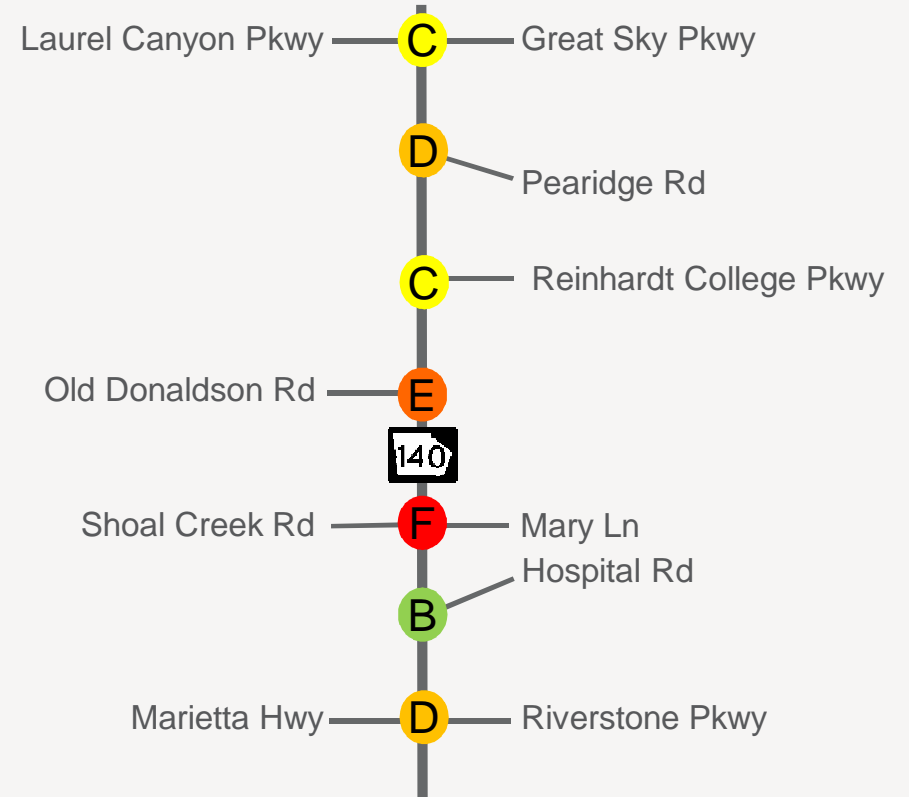 Laurel Canyon Pkwy C Great Sky Pkwy
D
Pearidge Rd
C Reinhardt College Pkwy
Old Donaldson Rd E
140
Shoal Creek Rd F Mary Ln
Hospital Rd
B
Marietta Hwy D Riverstone Pkwy